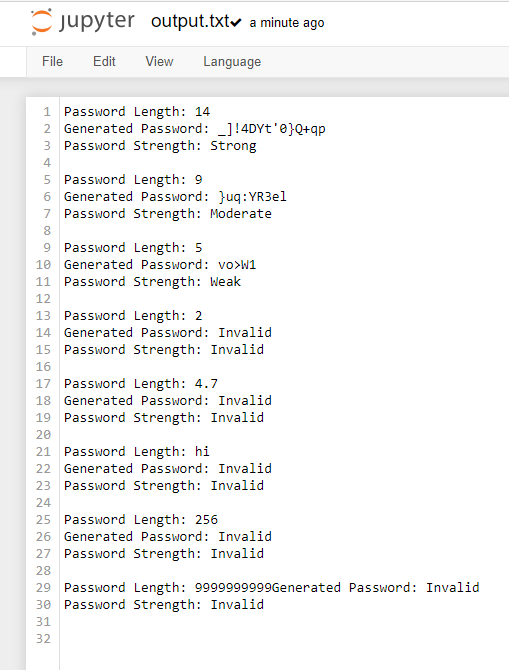 jupyter output.txt✔ a minute ago
File Edit View Language
1 Password Length: 14
2 Generated Password: _]!4DYt'0}Q+qp
3 Password Strength: Strong
4
5 Password Length: 9
6 Generated Password: }uq:YR3el
7 Password Strength: Moderate
8
9 Password Length: 5
10 Generated Password: vo>W1
11 Password Strength: Weak
12
13 Password Length: 2
14 Generated Password: Invalid
15 Password Strength: Invalid
16
17 Password Length: 4.7
18 Generated Password: Invalid
19 Password Strength: Invalid
20
21 Password Length: hi
22 Generated Password: Invalid
23 Password Strength: Invalid
24
25 Password Length: 256
26 Generated Password: Invalid
27 Password Strength: Invalid
28
29 Password Length: 9999999999Generated Password: Invalid
30 Password Strength: Invalid
31
32